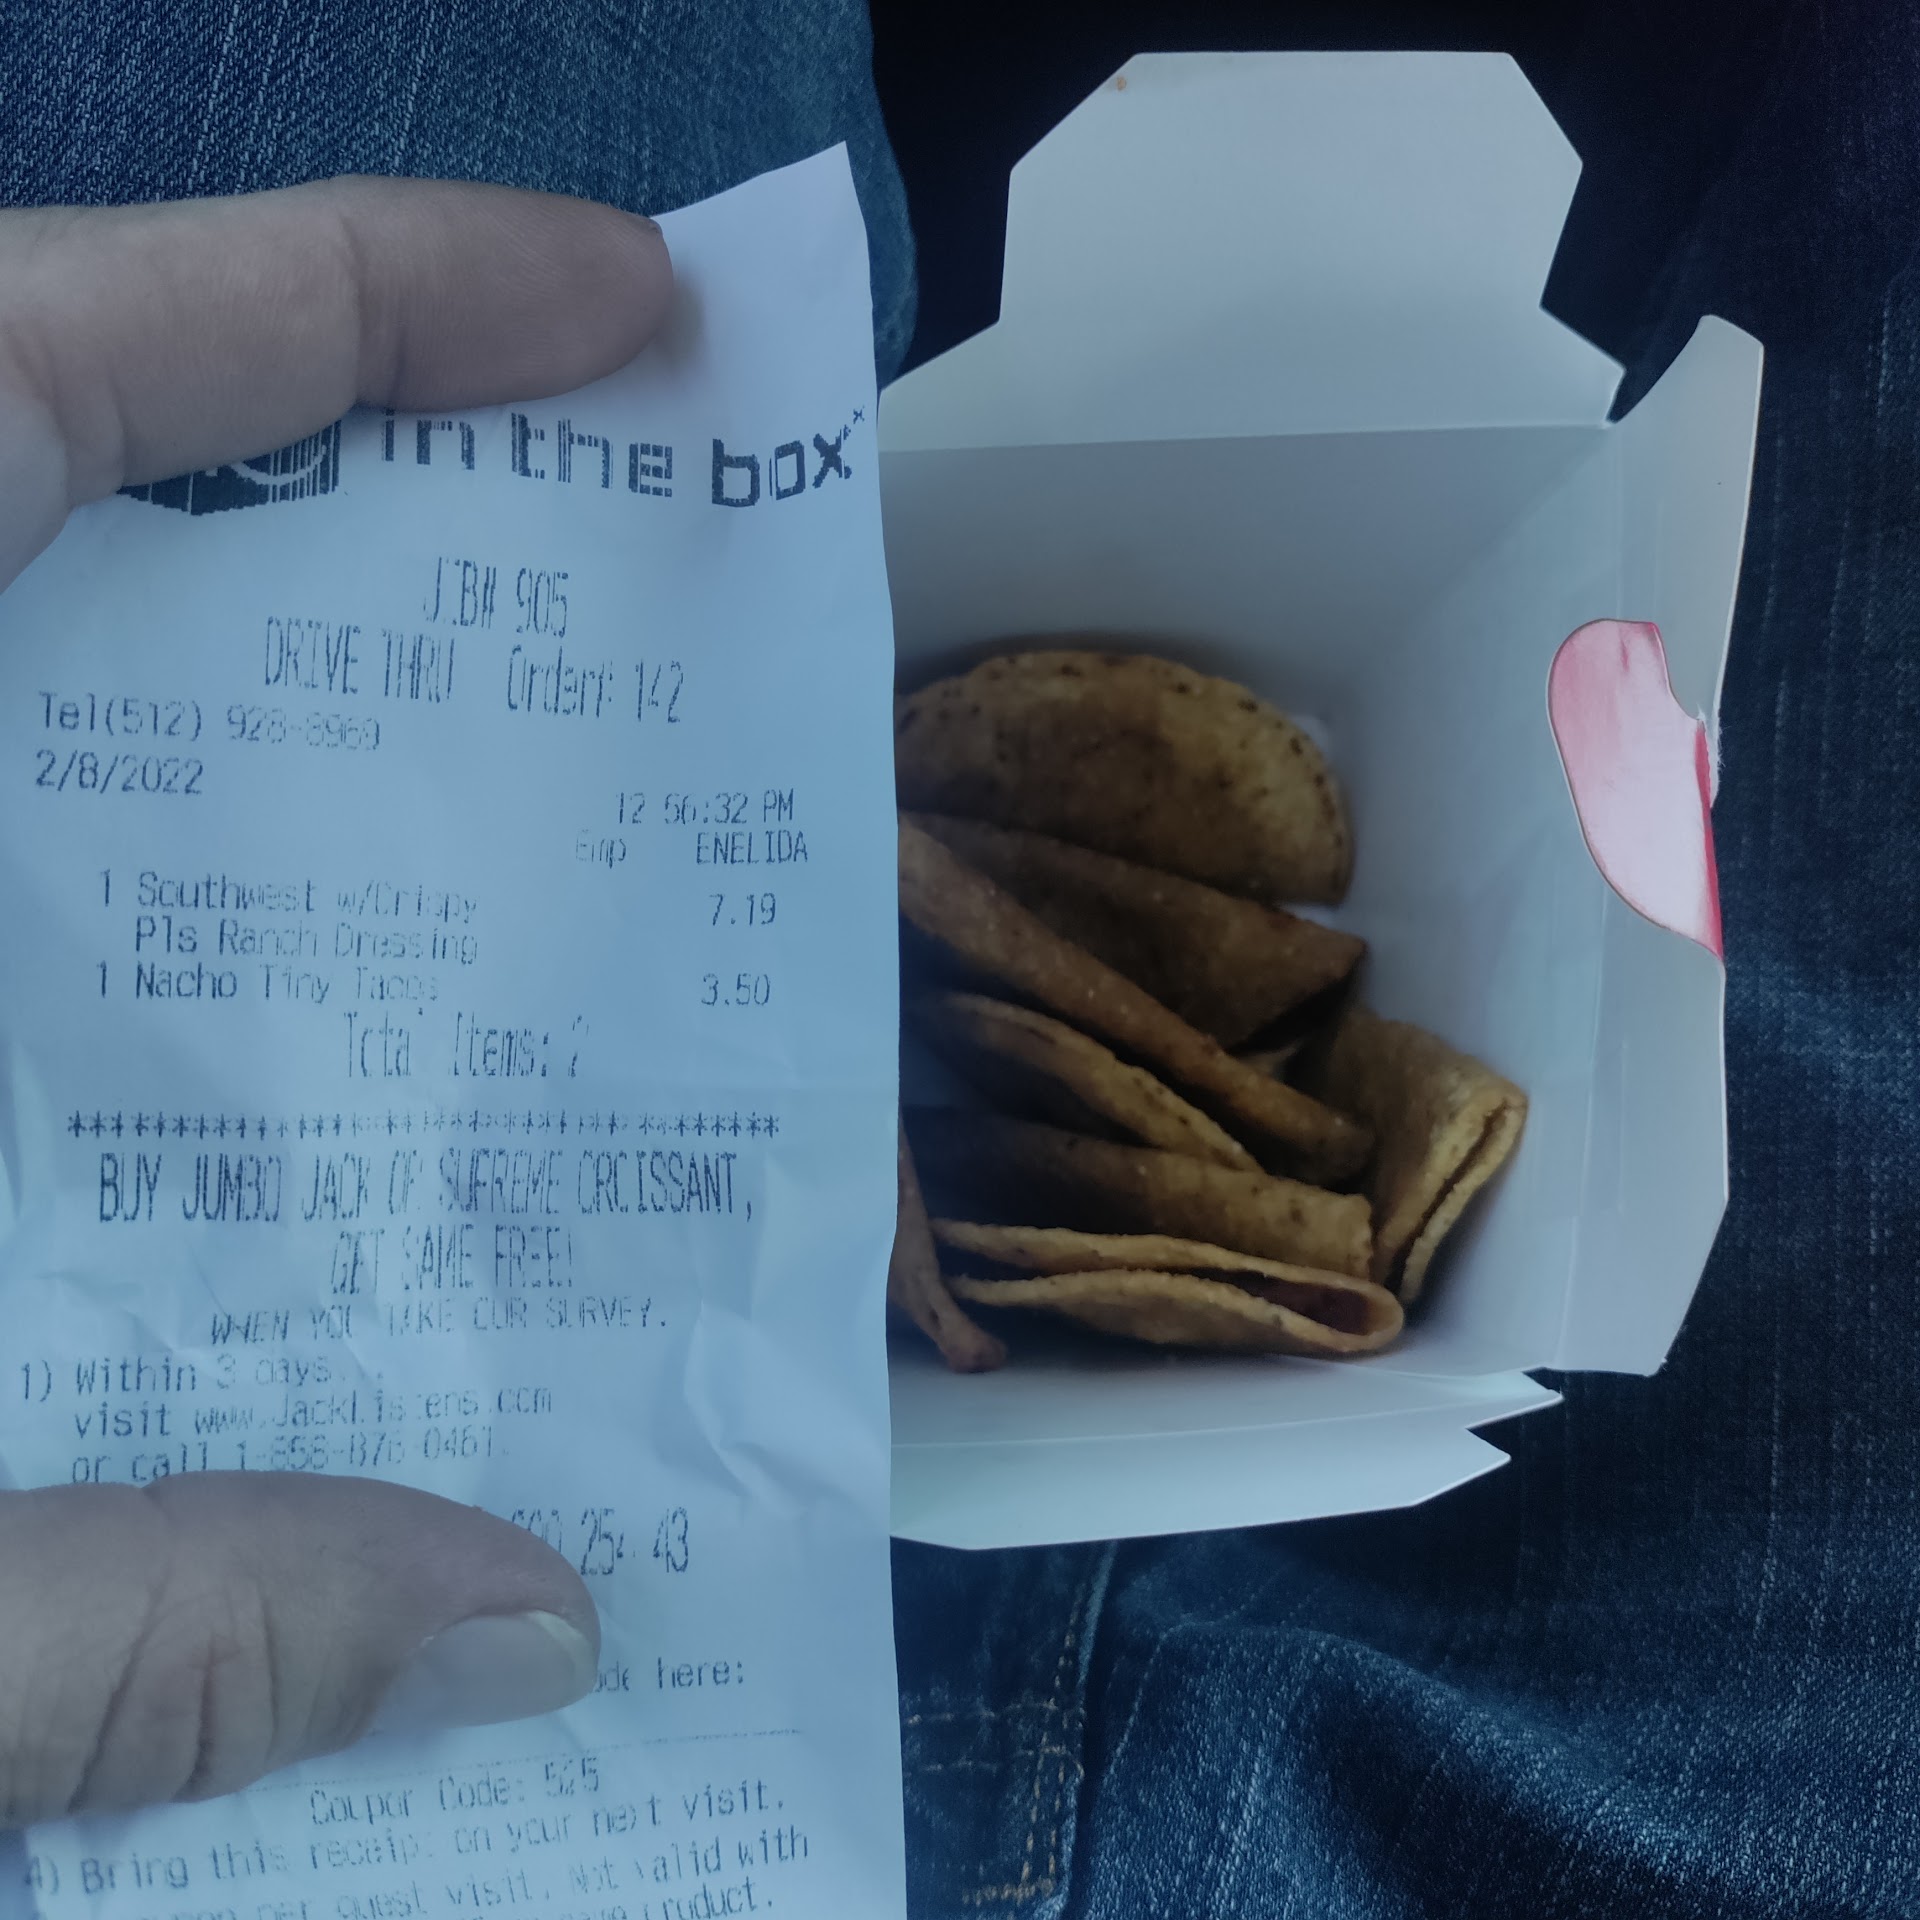 in the box
JIB# 905
DRIVE THRU Order# 142
Tel(512) 928-8969
2/8/2022
12 56:32 PM
Emp ENELIDA
1 Southwest w/Crispy 7.19
Pls Ranch Dressing
1 Nacho Tiny Tacos 3.50
Total Items: 2
***********************************
BUY JUMBO JACK OR SUPREME CROISSANT,
GET SAME FREE!
WHEN YOU TAKE OUR SURVEY.
1) Within 3 days...
visit www.JackListens.com
or call 1-858-876-0461.
43
here:
Coupon Code: 525
4) Bring this receipt on your next visit.
per guest visit. Not valid with
product.